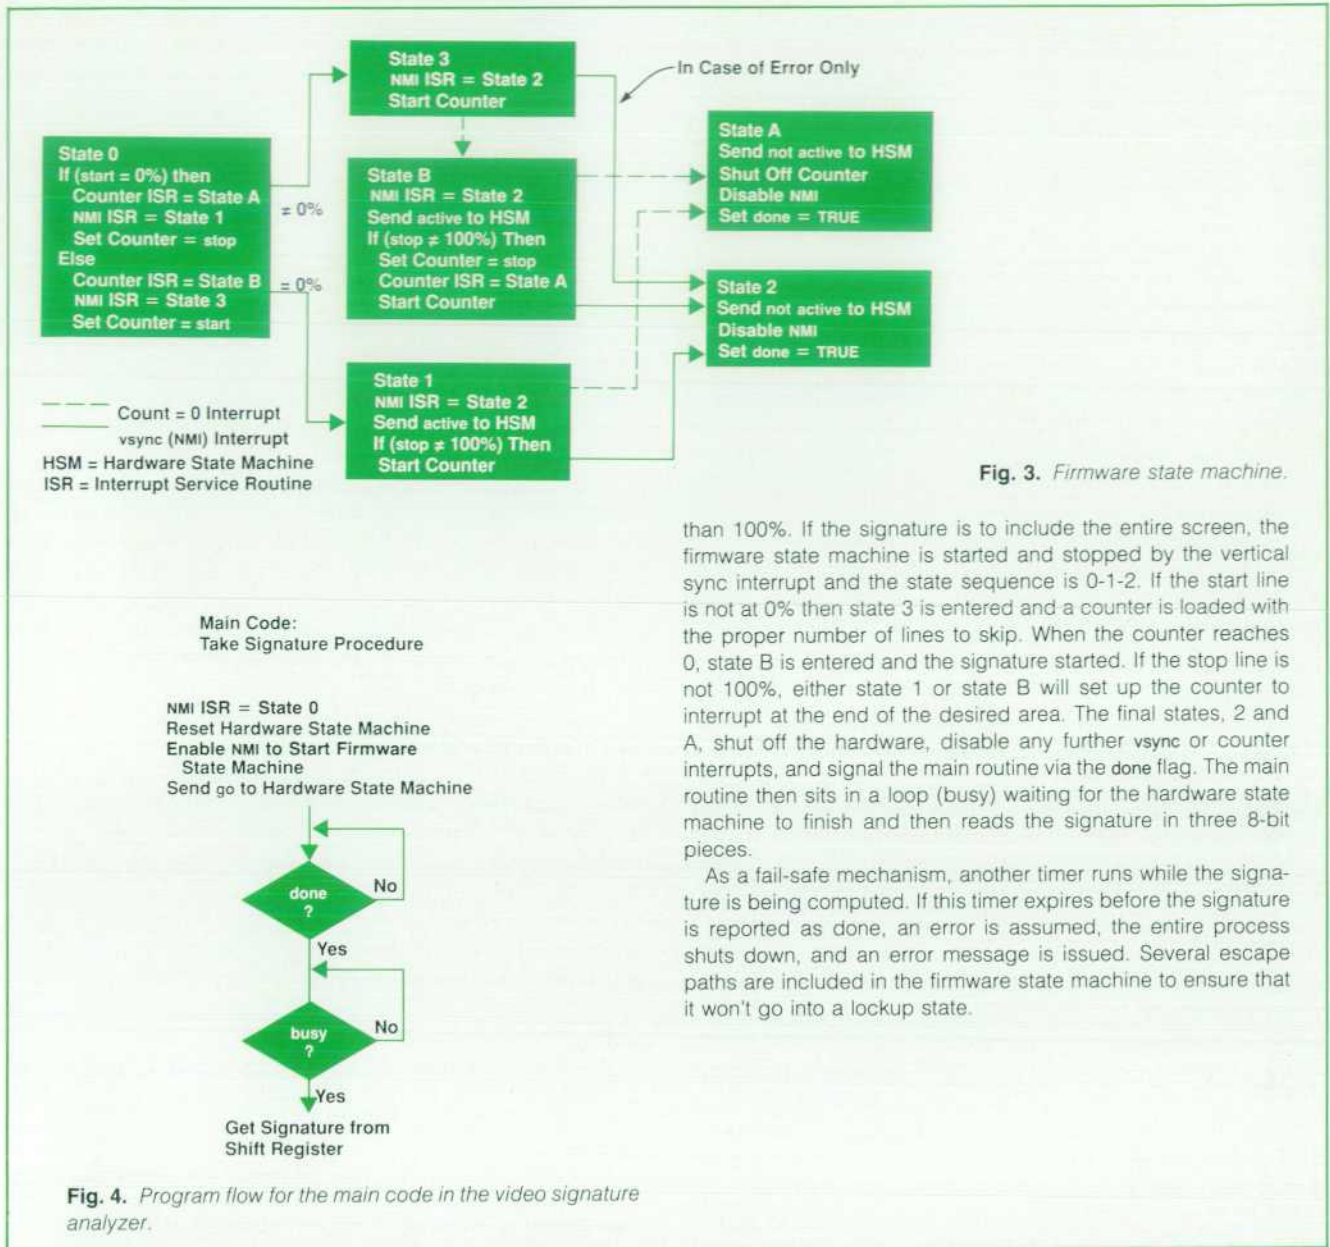 State 0
If (start = 0%) then
Counter ISR = State A
NMI ISR = State 1
Set Counter = stop
Else
Counter ISR = State B
NMI ISR = State 3
Set Counter = start
≠ 0%
= 0%
State 3
NMI ISR = State 2
Start Counter
In Case of Error Only
State B
NMI ISR = State 2
Send active to HSM
If (stop ≠ 100%) Then
Set Counter = stop
Counter ISR = State A
Start Counter
State A
Send not active to HSM
Shut Off Counter
Disable NMI
Set done = TRUE
State 2
Send not active to HSM
Disable NMI
Set done = TRUE
State 1
NMI ISR = State 2
Send active to HSM
If (stop ≠ 100%) Then
Start Counter
Count = 0 Interrupt
vsync (NMI) Interrupt
HSM = Hardware State Machine
ISR = Interrupt Service Routine
Fig. 3. Firmware state machine.
Main Code:
Take Signature Procedure
NMI ISR = State 0
Reset Hardware State Machine
Enable NMI to Start Firmware
State Machine
Send go to Hardware State Machine
done
?
No
Yes
busy
?
No
Yes
Get Signature from
Shift Register
Fig. 4. Program flow for the main code in the video signature
analyzer.
than 100%. If the signature is to include the entire screen, the
firmware state machine is started and stopped by the vertical
sync interrupt and the state sequence is 0-1-2. If the start line
is not at 0% then state 3 is entered and a counter is loaded with
the proper number of lines to skip. When the counter reaches
0, state B is entered and the signature started. If the stop line is
not 100%, either state 1 or state B will set up the counter to
interrupt at the end of the desired area. The final states, 2 and
A, shut off the hardware, disable any further vsync or counter
interrupts, and signal the main routine via the done flag. The main
routine then sits in a loop (busy) waiting for the hardware state
machine to finish and then reads the signature in three 8-bit
pieces.
As a fail-safe mechanism, another timer runs while the signa-
ture is being computed. If this timer expires before the signature
is reported as done, an error is assumed, the entire process
shuts down, and an error message is issued. Several escape
paths are included in the firmware state machine to ensure that
it won't go into a lockup state.